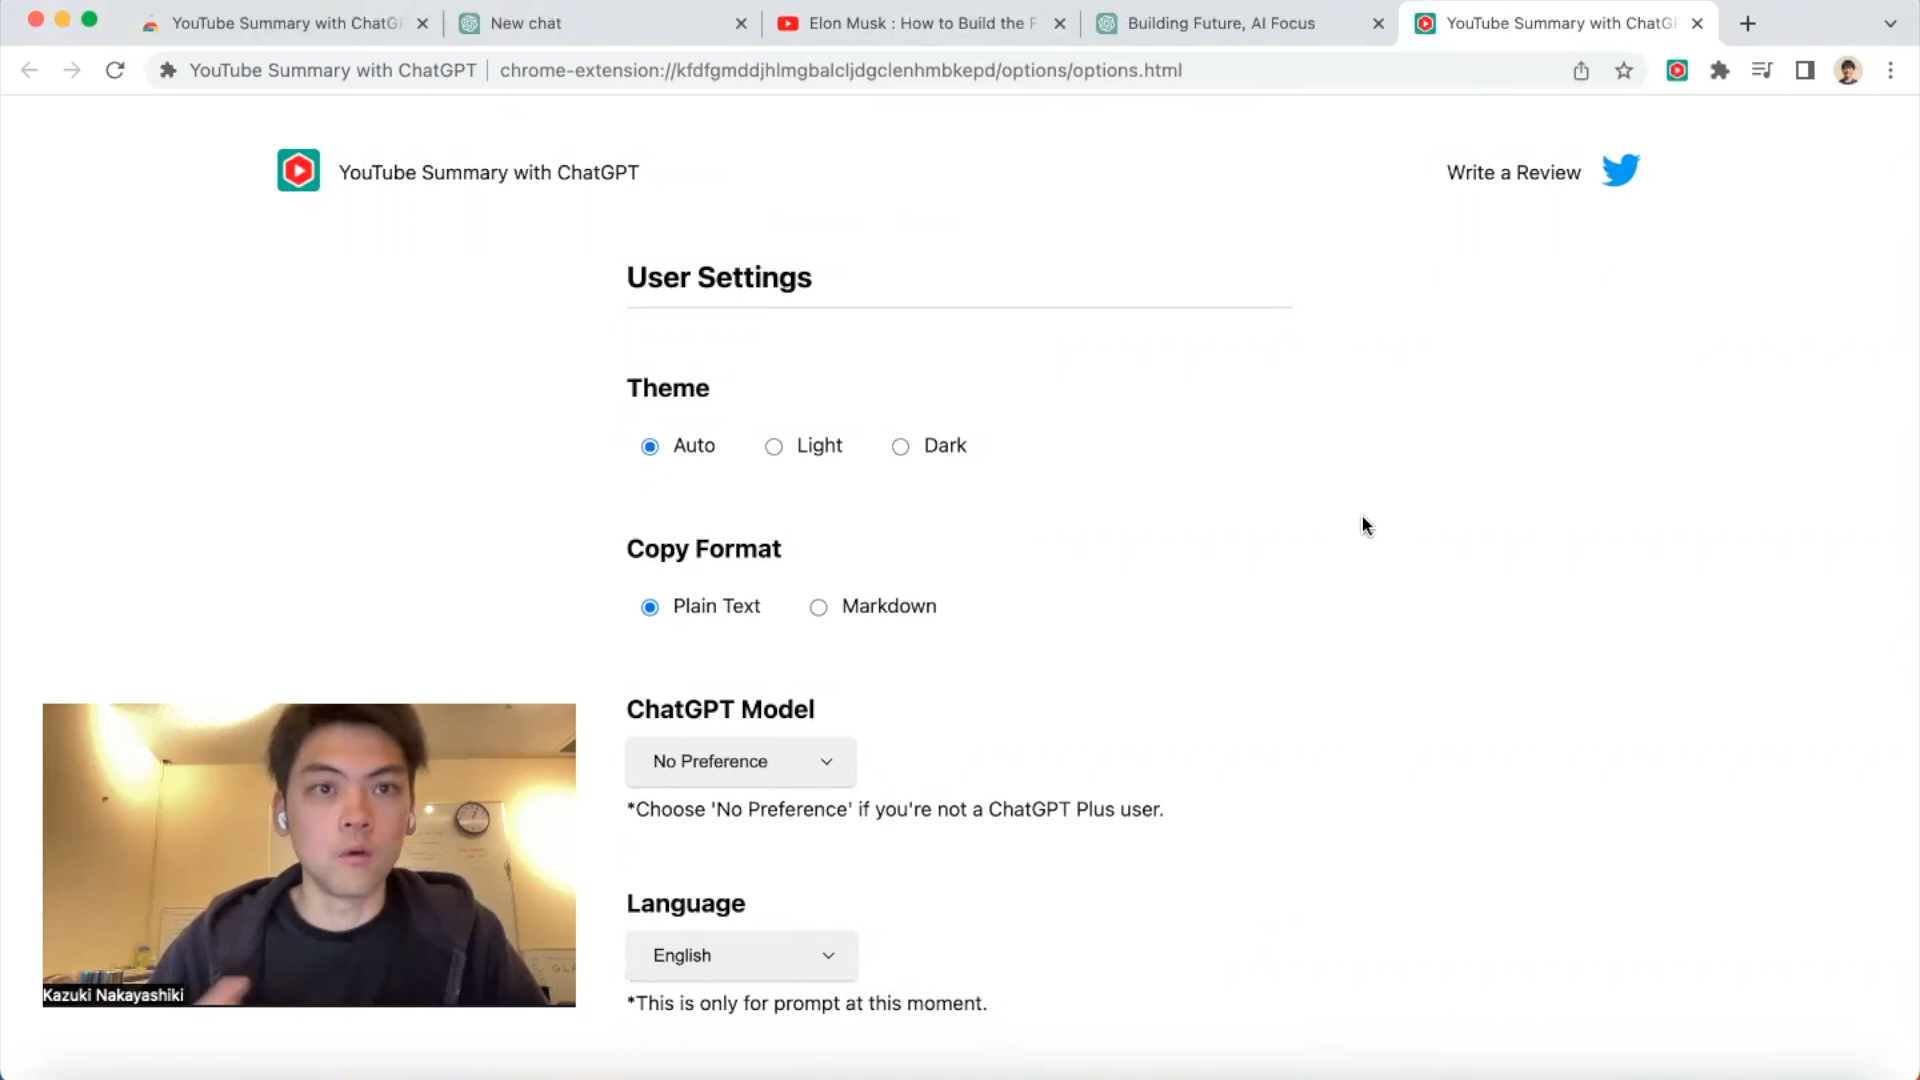 YouTube Summary with ChatG
New chat
Elon Musk : How to Build the F
Building Future, AI Focus
YouTube Summary with ChatGP
YouTube Summary with ChatGPT
chrome-extension://kfdfgmddjhlmgbalcljdgclenhmbkepd/options/options.html
YouTube Summary with ChatGPT
Write a Review
User Settings
Theme
Auto
Light
Dark
Copy Format
Plain Text
Markdown
ChatGPT Model
No Preference
*Choose 'No Preference' if you're not a ChatGPT Plus user.
Language
English
*This is only for prompt at this moment.
Kazuki Nakayashiki